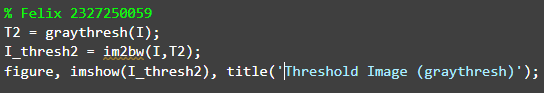 % Felix 2327250059
T2 = graythresh(I);
I_thresh2 = im2bw(I,T2);
figure, imshow(I_thresh2), title('Threshold Image (graythresh)');